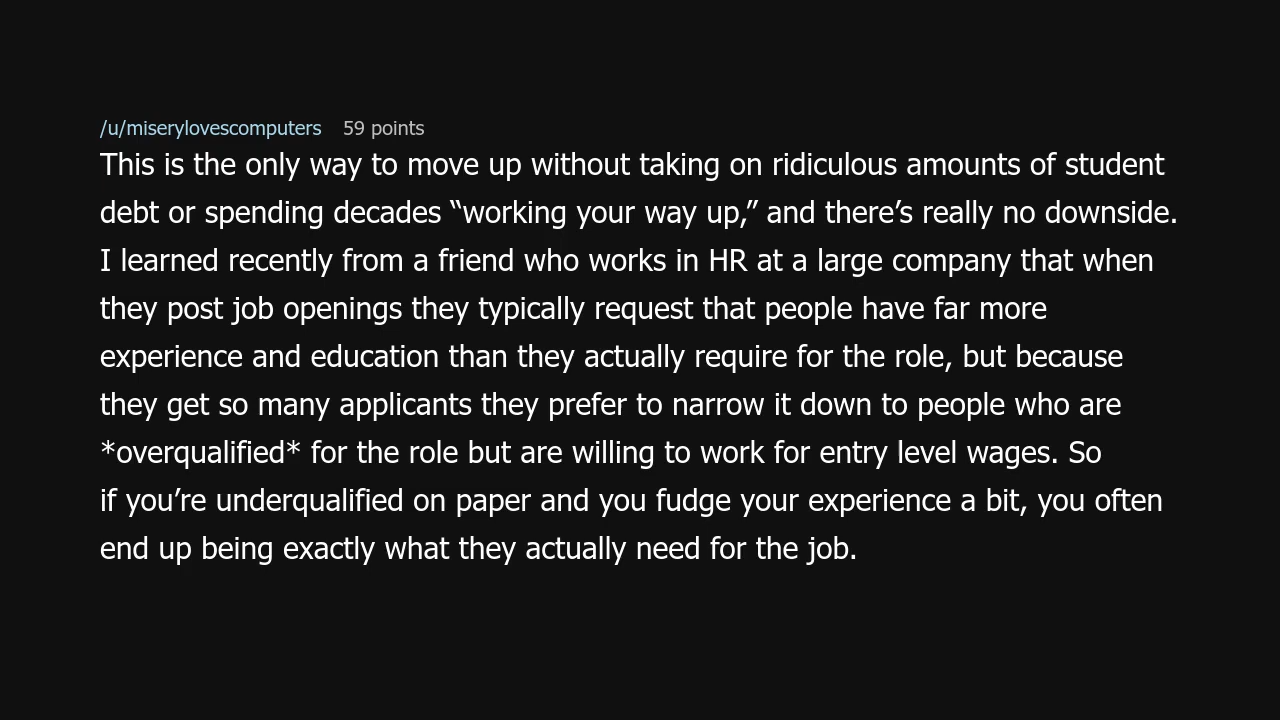 /u/miserylovescomputers 59 points
This is the only way to move up without taking on ridiculous amounts of student
debt or spending decades “working your way up,” and there’s really no downside.
I learned recently from a friend who works in HR at a large company that when
they post job openings they typically request that people have far more
experience and education than they actually require for the role, but because
they get so many applicants they prefer to narrow it down to people who are
*overqualified* for the role but are willing to work for entry level wages. So
if you’re underqualified on paper and you fudge your experience a bit, you often
end up being exactly what they actually need for the job.